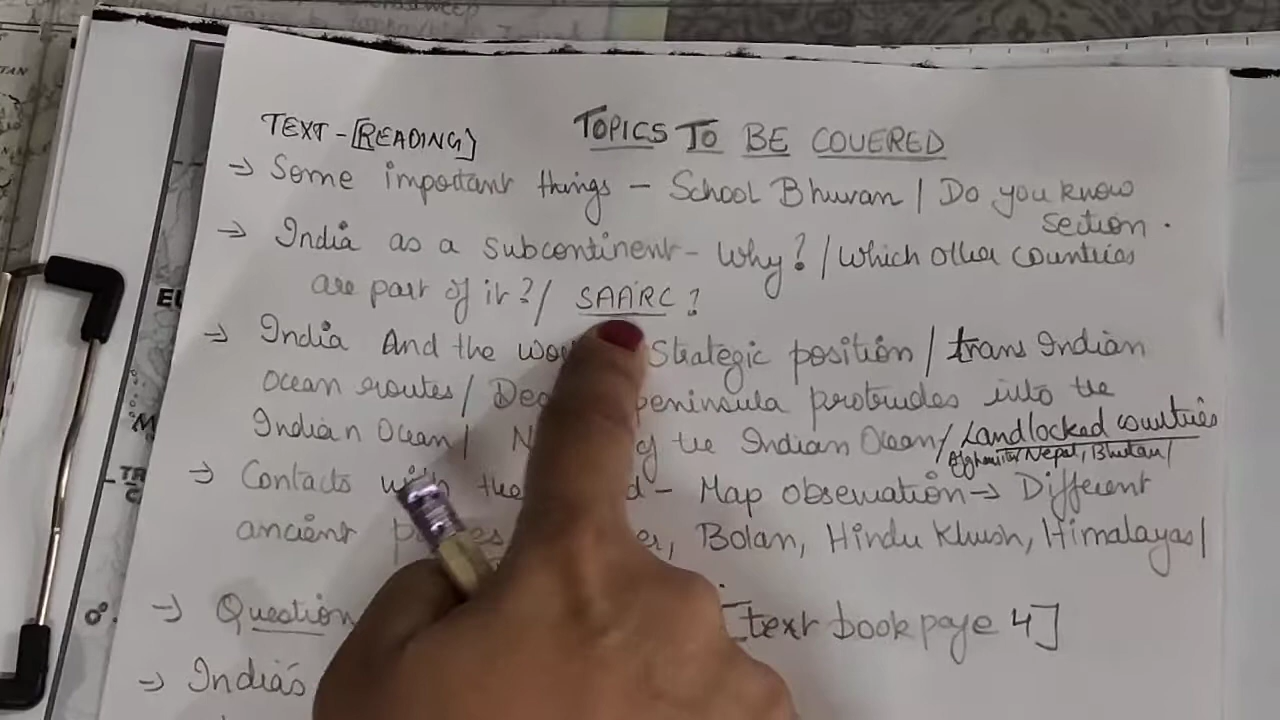 TEXT - [READING]
TOPICS TO BE COVERED
→ Some important things - School Bhuvan / Do you know
section.
→ India as a subcontinent - Why? / Which other countries
are part of it? / SAARC?
→ India And the Strategic position / trans Indian
Ocean routes / peninsula protrudes into the
Indian Ocean / of the Indian Ocean / Landlocked countries
Nepal, Bhutan /
→ Contacts with the - Map observation → Different
ancient Bolan, Hindu Khush, Himalayas /
→ Question [text book page 4]
→ India's